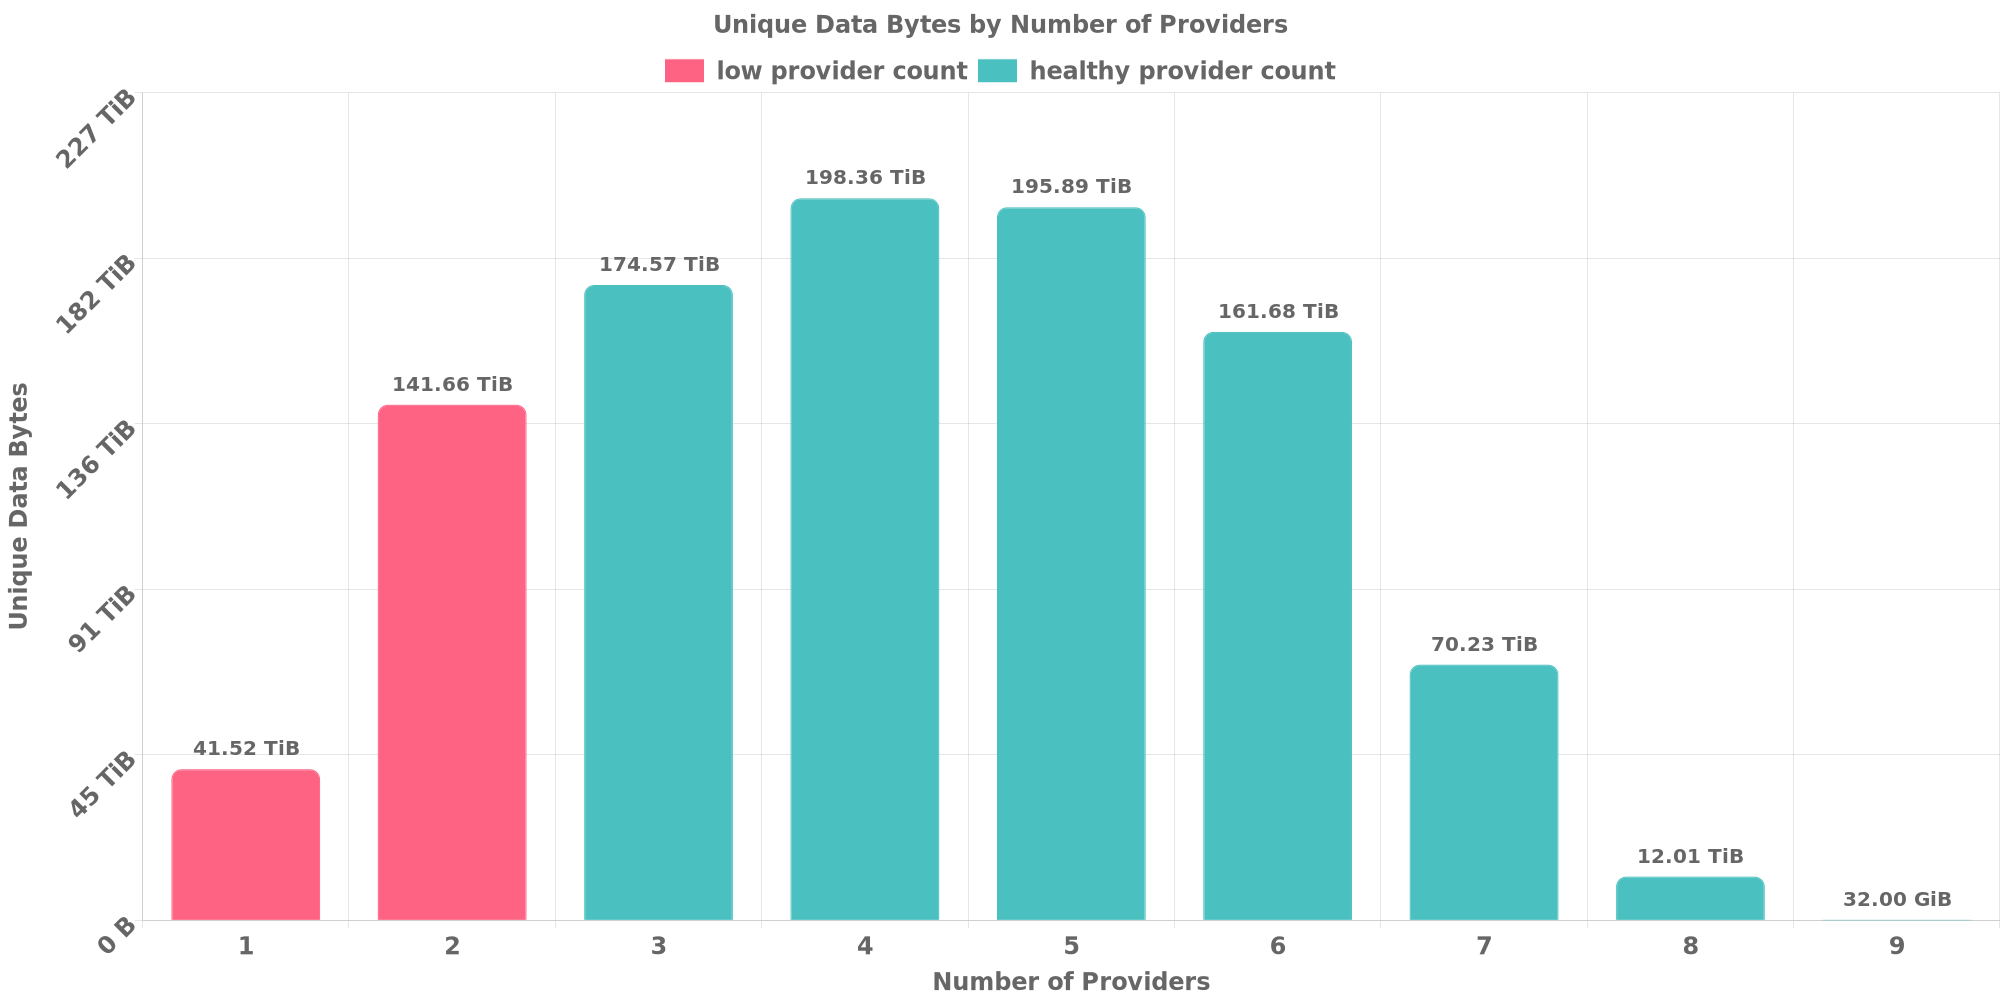 Unique Data Bytes by Number of Providers
low provider count healthy provider count
227 TiB
182 TiB
136 TiB
91 TiB
45 TiB
0 B
Unique Data Bytes
41.52 TiB
141.66 TiB
174.57 TiB
198.36 TiB
195.89 TiB
161.68 TiB
70.23 TiB
12.01 TiB
32.00 GiB
1 2 3 4 5 6 7 8 9
Number of Providers